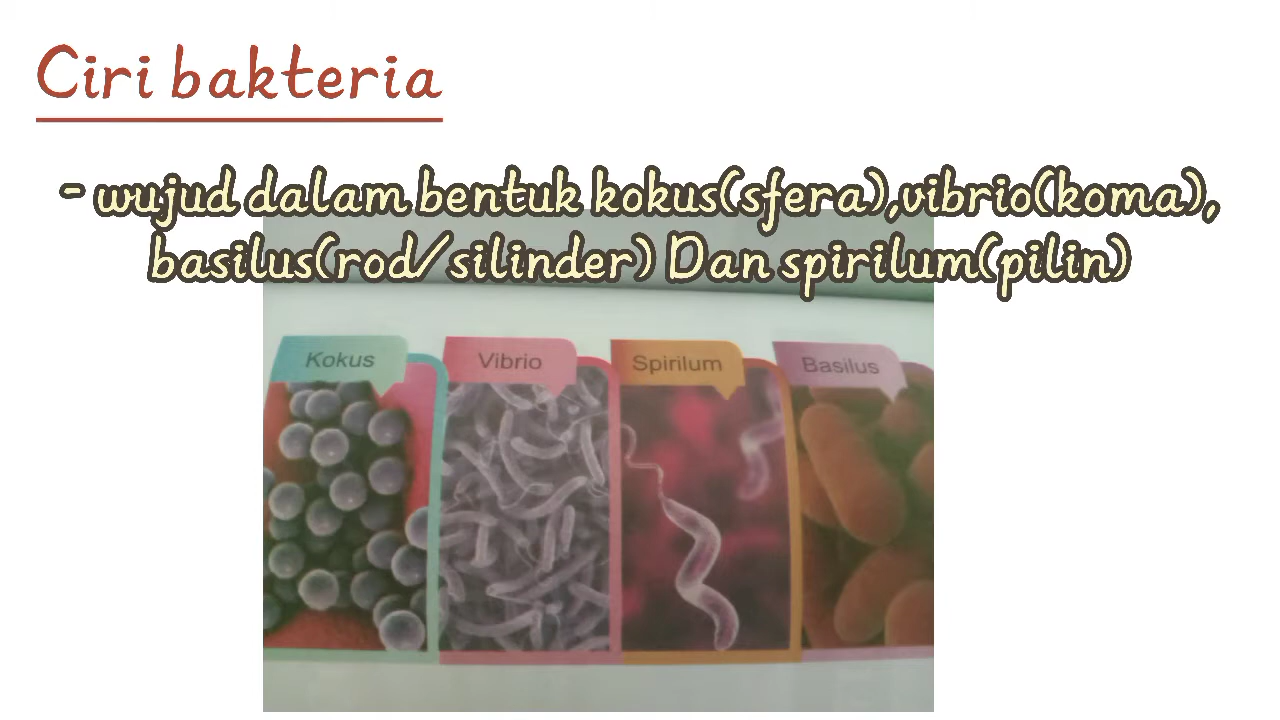 Ciri bakteria
- wujud dalam bentuk kokus(sfera),vibrio(koma),
basilus(rod/silinder) Dan spirilum(pilin)
Kokus Vibrio Spirilum Basilus